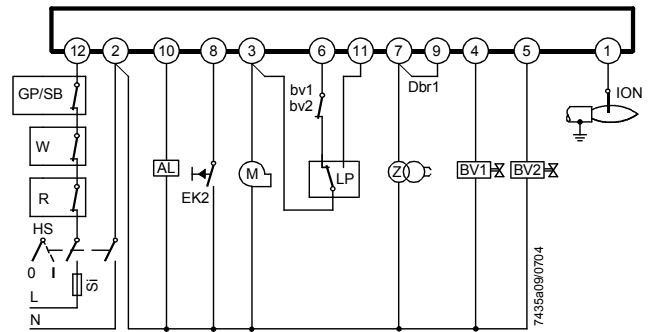 12 2 10 8 3 6 11 7 9 4 5 1
GP/SB
bv1
bv2
Dbr1
ION
W
AL
EK2
M
LP
Z
BV1
BV2
R
HS
0 I
Si
L
N
7435a09/0704